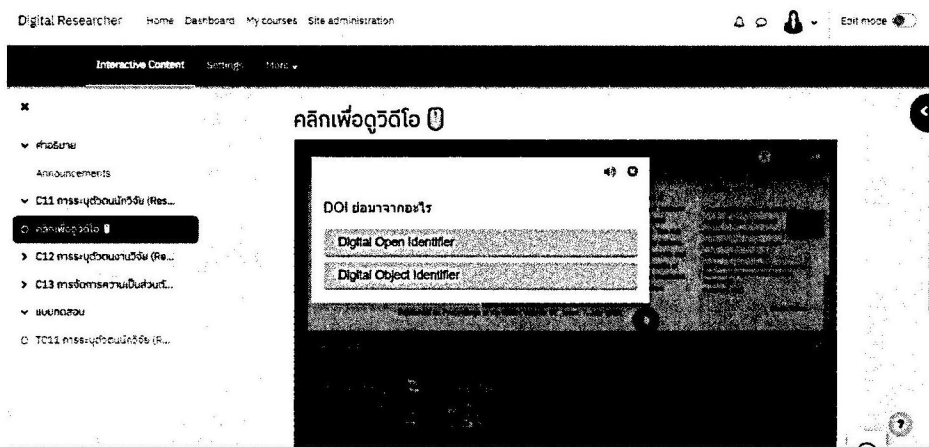 Digital Researcher Home Dashboard My courses Site administration Edit mode
Interactive Content Settings More
คลิกเพื่อดูวิดีโอ
คำอธิบาย
Announcements
C11 การระบุตัวตนนักวิจัย (Res...
คลิกเพื่อดูวิดีโอ
C12 การระบุตัวตนงานวิจัย (Re...
C13 การจัดการความเป็นส่วนตั...
แบบทดสอบ
TC11 การระบุตัวตนนักวิจัย (R...
DOI ย่อมาจากอะไร
Digital Open Identifier
Digital Object Identifier